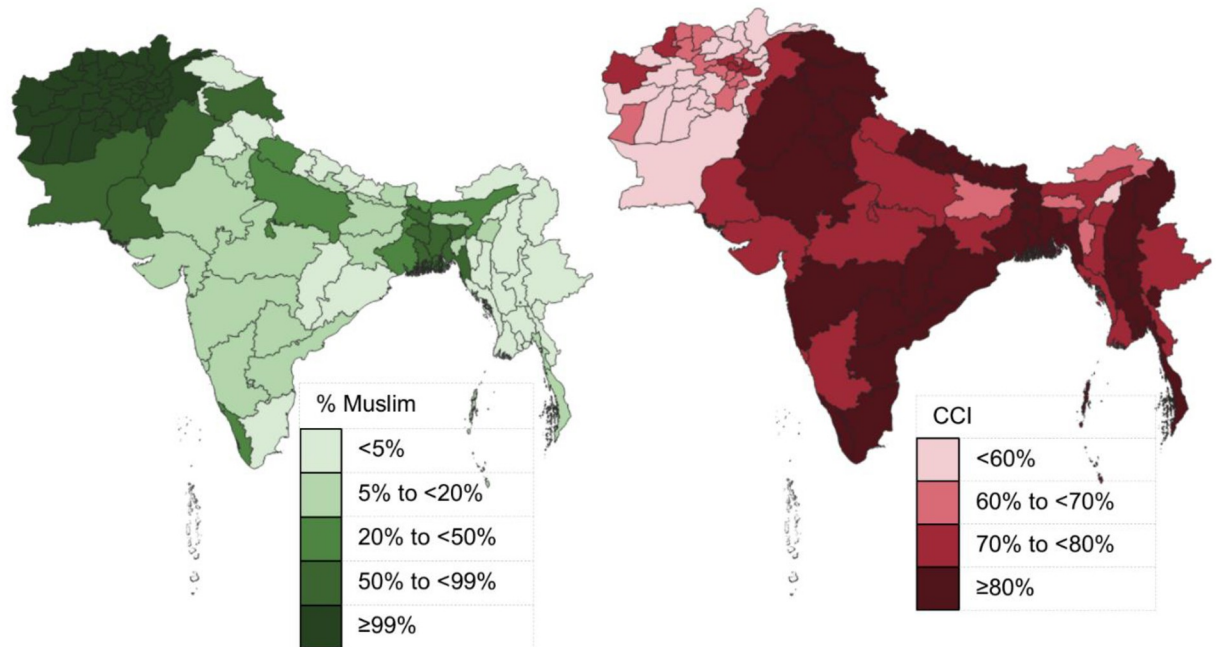 % Muslim
<5%
5% to <20%
20% to <50%
50% to <99%
≥99%
CCI
<60%
60% to <70%
70% to <80%
≥80%